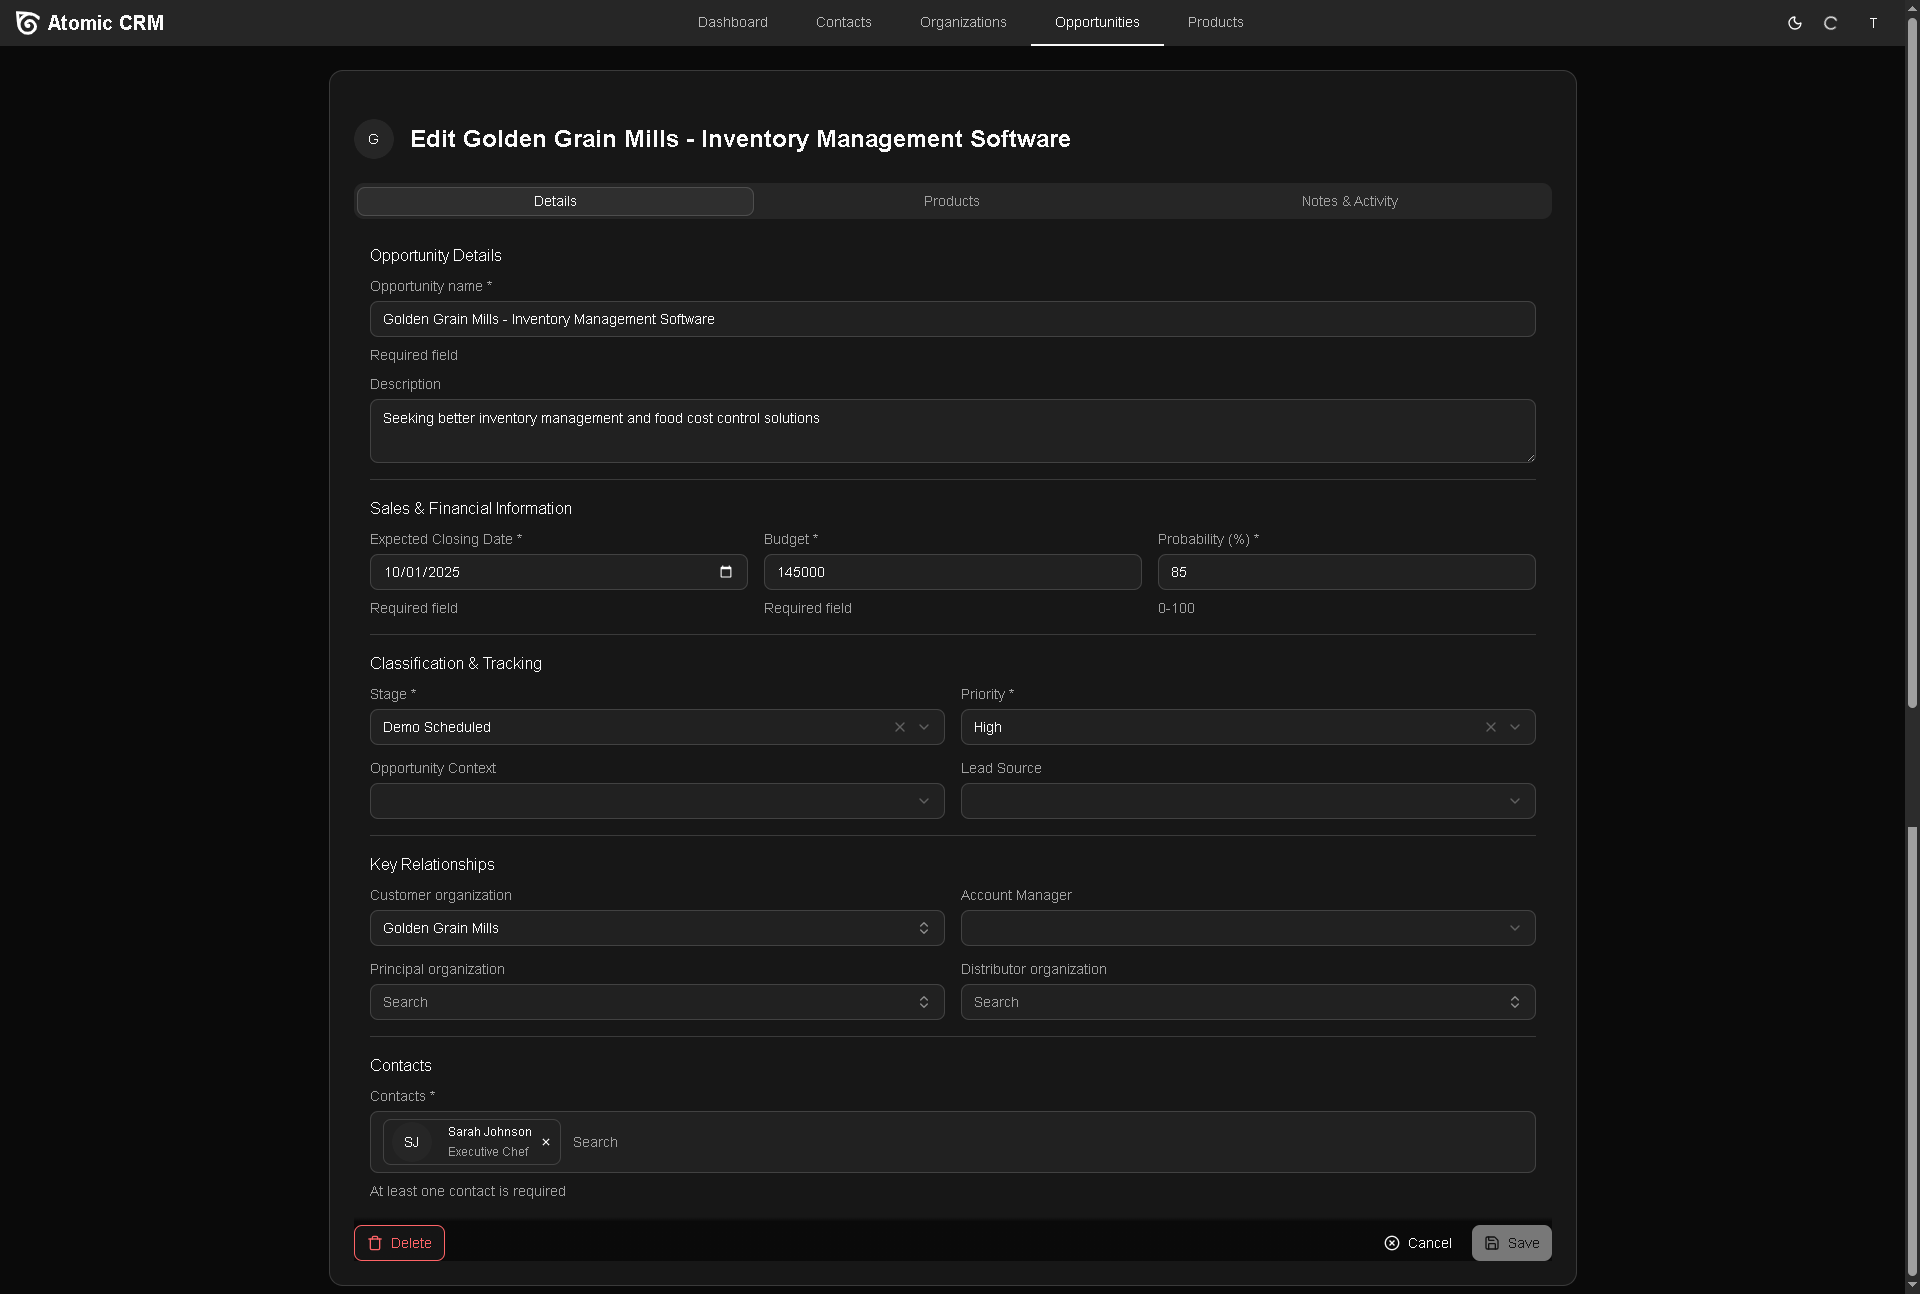 Atomic CRM
Dashboard
Contacts
Organizations
Opportunities
Products
T
G
Edit Golden Grain Mills - Inventory Management Software
Details
Products
Notes & Activity
Opportunity Details
Opportunity name *
Golden Grain Mills - Inventory Management Software
Required field
Description
Seeking better inventory management and food cost control solutions
Sales & Financial Information
Expected Closing Date *
Budget *
Probability (%) *
10/01/2025
145000
85
Required field
Required field
0-100
Classification & Tracking
Stage *
Priority *
Demo Scheduled
High
Opportunity Context
Lead Source
Key Relationships
Customer organization
Account Manager
Golden Grain Mills
Principal organization
Distributor organization
Search
Search
Contacts
Contacts *
SJ
Sarah Johnson
Executive Chef
Search
At least one contact is required
Delete
Cancel
Save